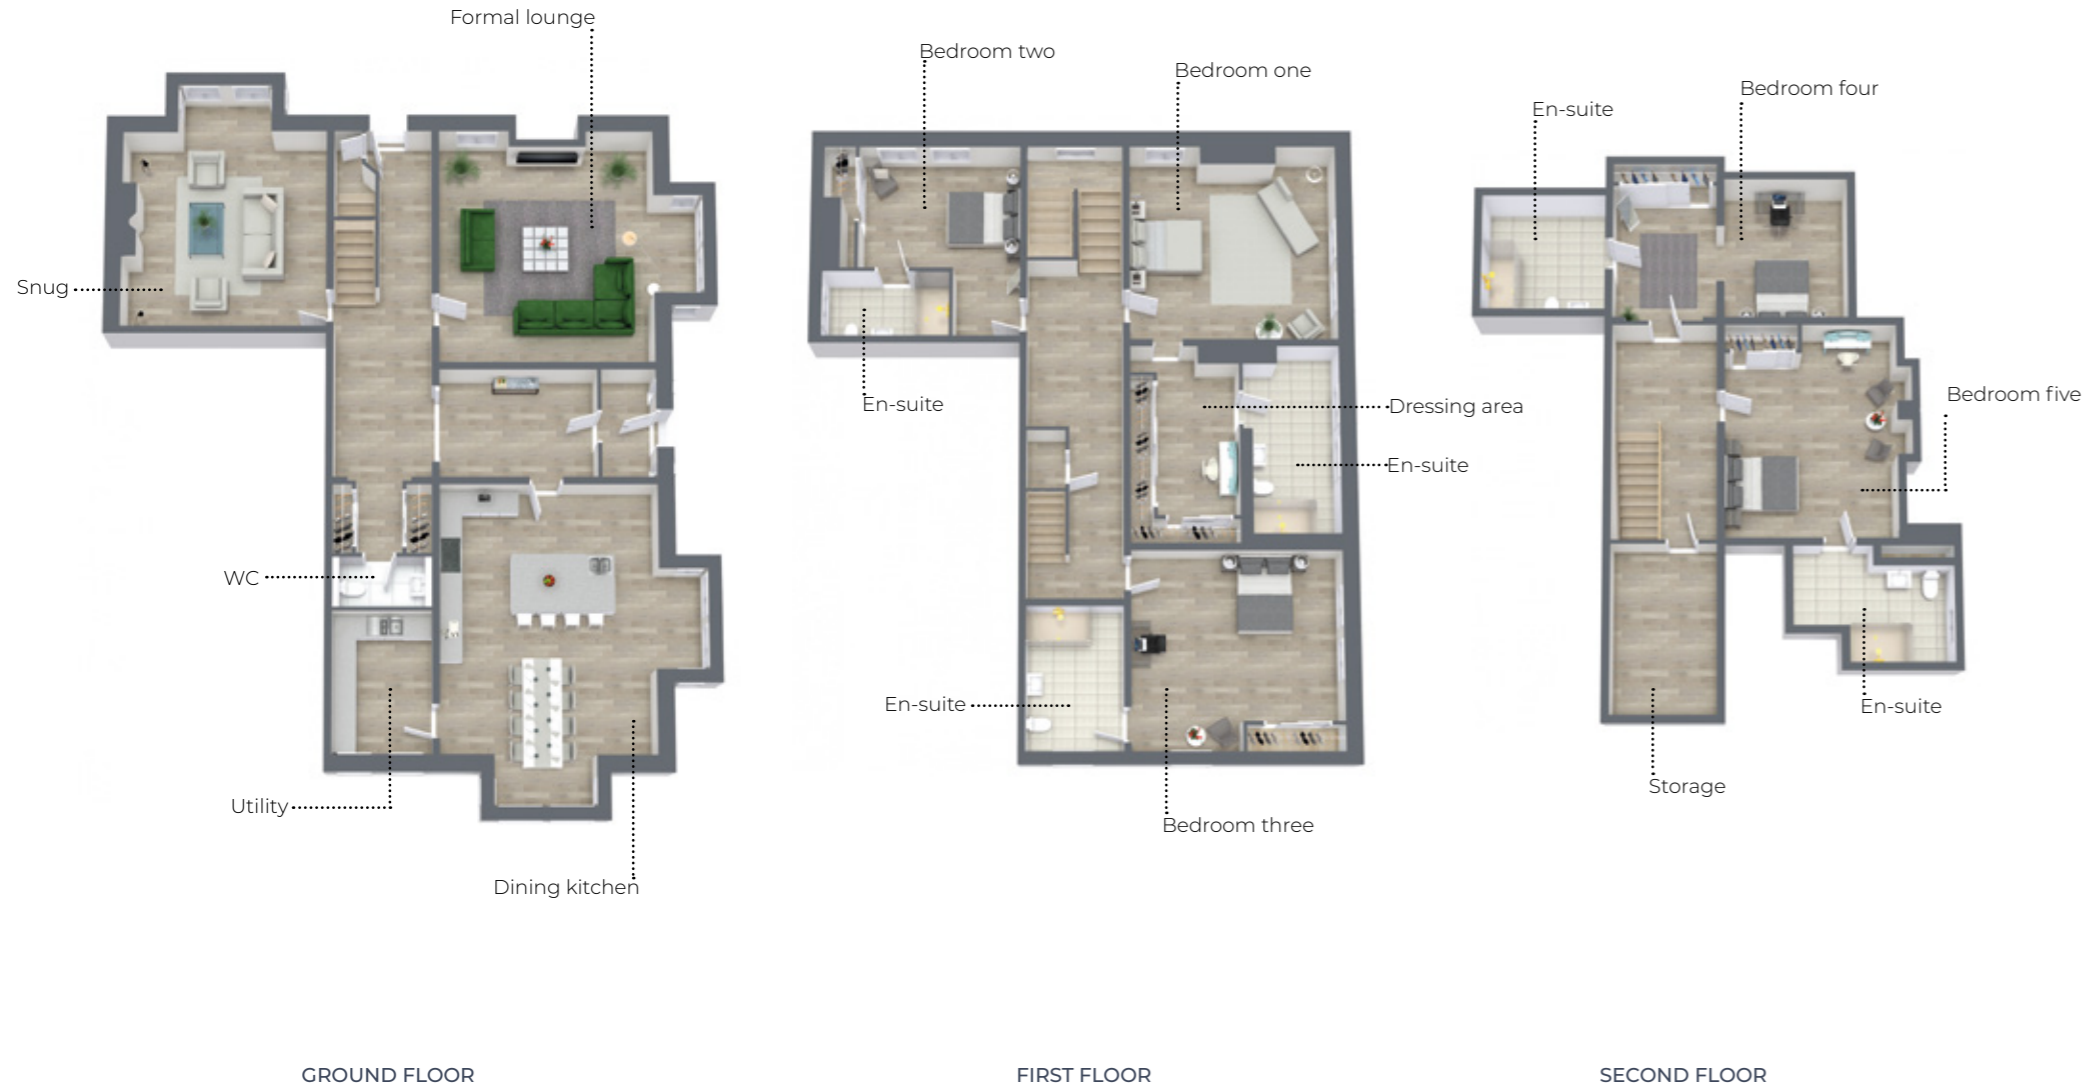 Formal lounge
Snug
WC
Utility
Dining kitchen
GROUND FLOOR
Bedroom two
Bedroom one
En-suite
Dressing area
En-suite
En-suite
Bedroom three
FIRST FLOOR
Bedroom four
En-suite
Bedroom five
En-suite
Storage
SECOND FLOOR